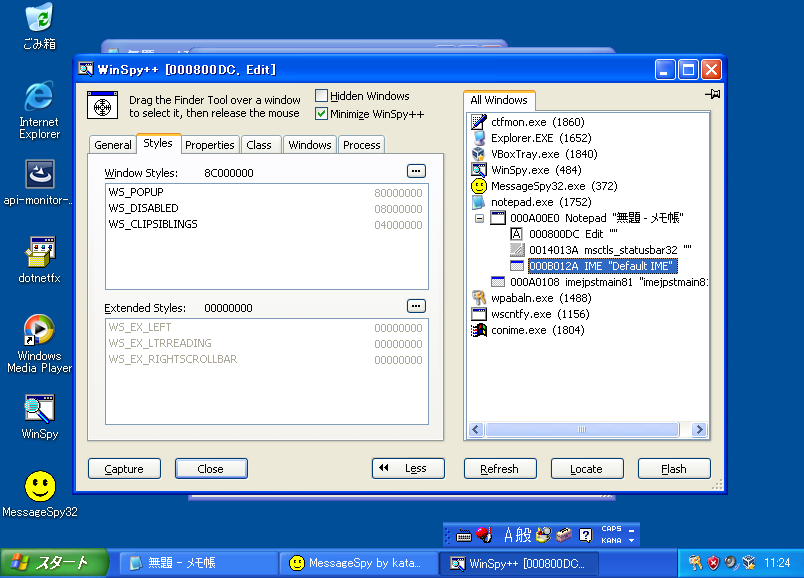 ごみ箱
Internet
Explorer
api-monitor-..
dotnetfx
Windows
Media Player
WinSpy
MessageSpy32
WinSpy++ [000800DC, Edit]
Drag the Finder Tool over a window
to select it, then release the mouse
Hidden Windows
Minimize WinSpy++
General
Styles
Properties
Class
Windows
Process
Window Styles: 8C000000
...
WS_POPUP 80000000
WS_DISABLED 08000000
WS_CLIPSIBLINGS 04000000
Extended Styles: 00000000
...
WS_EX_LEFT 00000000
WS_EX_LTRREADING 00000000
WS_EX_RIGHTSCROLLBAR 00000000
Capture
Close
Less
All Windows
ctfmon.exe (1860)
Explorer.EXE (1652)
VBoxTray.exe (1840)
WinSpy.exe (484)
MessageSpy32.exe (372)
notepad.exe (1752)
000A00E0 Notepad "無題 - メモ帳"
000800DC Edit ""
0014013A msctls_statusbar32 ""
000B012A IME "Default IME"
000A0108 imejpstmain81 "imejpstmain81
wpabaln.exe (1488)
wscntfy.exe (1156)
conime.exe (1804)
Refresh
Locate
Flash
A 般
CAPS
KANA
スタート
無題 - メモ帳
MessageSpy by kata...
WinSpy++ [000800DC...
11:24